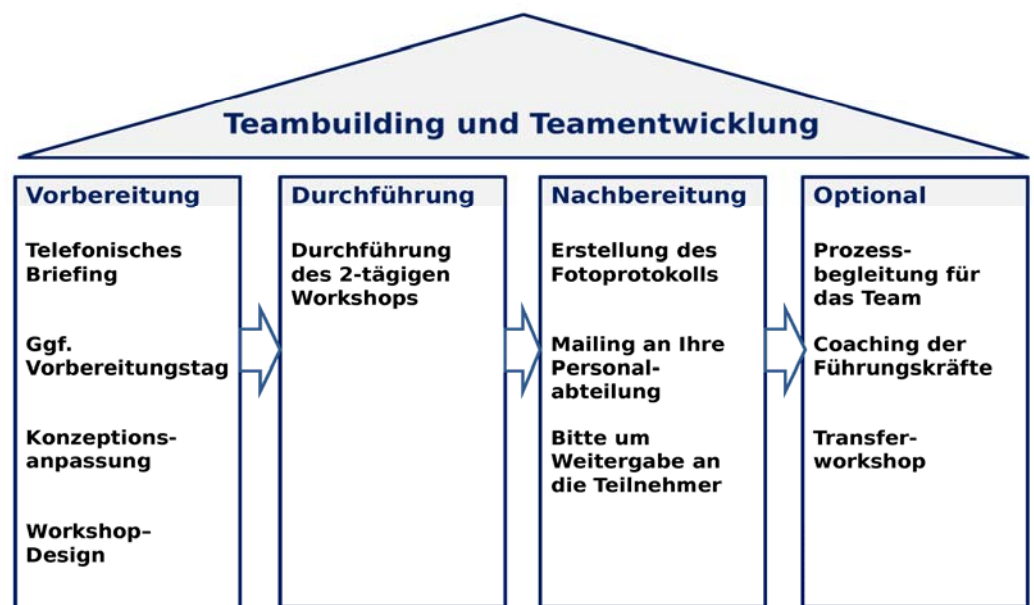 Teambuilding und Teamentwicklung
Vorbereitung
Telefonisches
Briefing
Ggf.
Vorbereitungstag
Konzeptions-
anpassung
Workshop–
Design
Durchführung
Durchführung
des 2-tägigen
Workshops
Nachbereitung
Erstellung des
Fotoprotokolls
Mailing an Ihre
Personal-
abteilung
Bitte um
Weitergabe an
die Teilnehmer
Optional
Prozess-
begleitung für
das Team
Coaching der
Führungskräfte
Transfer-
workshop